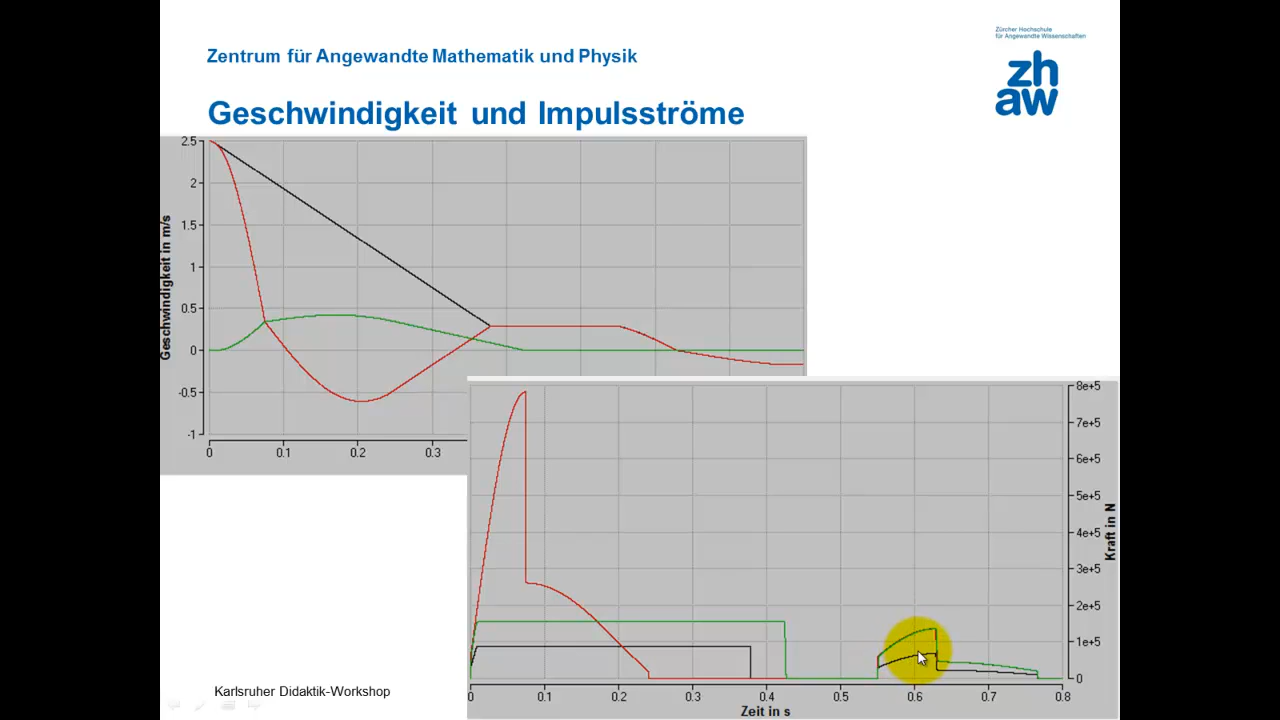 Zürcher Hochschule
für Angewandte Wissenschaften
zh
aw
Zentrum für Angewandte Mathematik und Physik
Geschwindigkeit und Impulsströme
Geschwindigkeit in m/s
2.5
2
1.5
1
0.5
0
-0.5
-1
0 0.1 0.2 0.3
8e+5
7e+5
6e+5
5e+5
4e+5
3e+5
2e+5
1e+5
0
Kraft in N
0 0.1 0.2 0.3 0.4 0.5 0.6 0.7 0.8
Zeit in s
Karlsruher Didaktik-Workshop